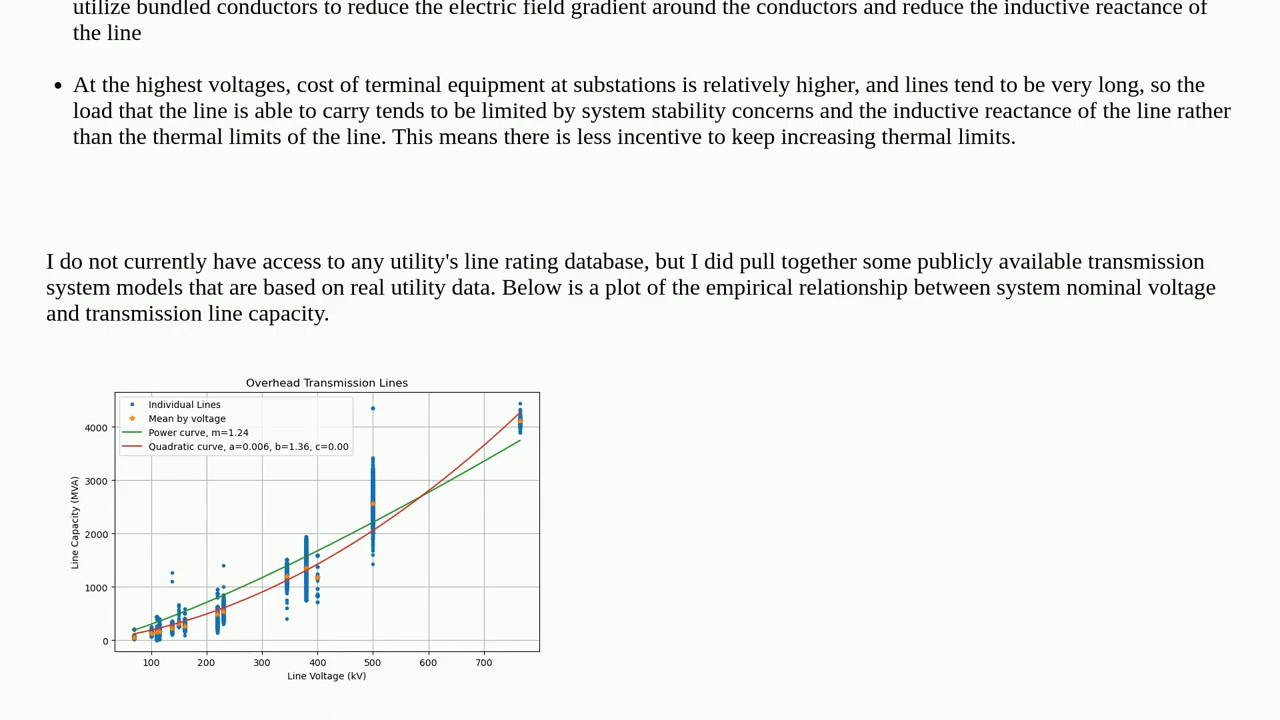 utilize bundled conductors to reduce the electric field gradient around the conductors and reduce the inductive reactance of
the line
• At the highest voltages, cost of terminal equipment at substations is relatively higher, and lines tend to be very long, so the
load that the line is able to carry tends to be limited by system stability concerns and the inductive reactance of the line rather
than the thermal limits of the line. This means there is less incentive to keep increasing thermal limits.
I do not currently have access to any utility's line rating database, but I did pull together some publicly available transmission
system models that are based on real utility data. Below is a plot of the empirical relationship between system nominal voltage
and transmission line capacity.
Overhead Transmission Lines
Individual Lines
Mean by voltage
Power curve, m=1.24
Quadratic curve, a=0.006, b=1.36, c=0.00
Line Capacity (MVA)
4000
3000
2000
1000
0
100 200 300 400 500 600 700
Line Voltage (kV)